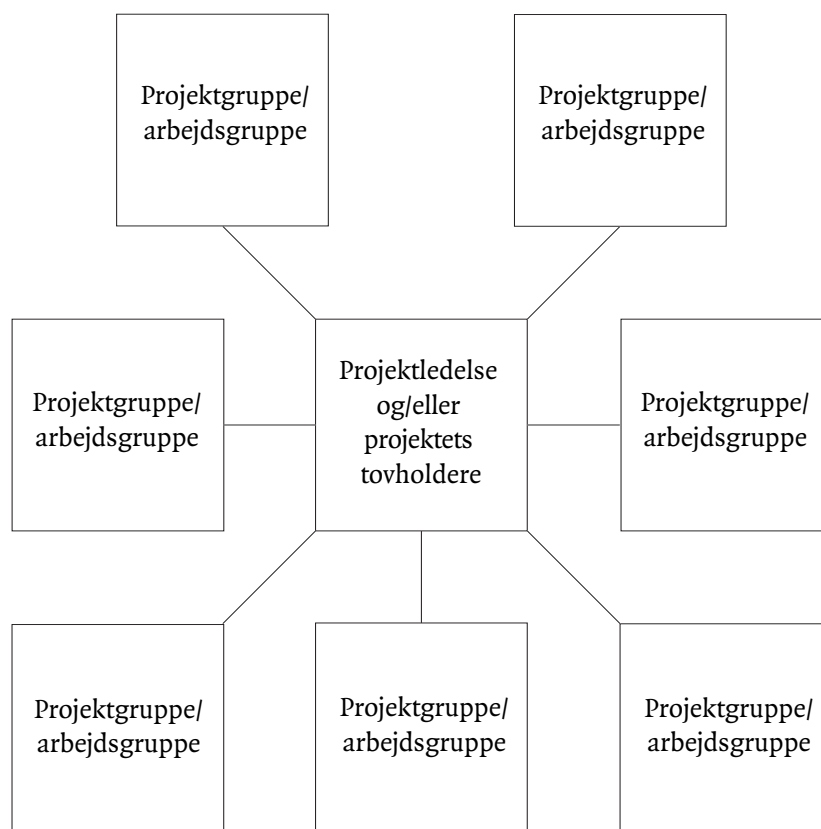 Projektgruppe/
arbejdsgruppe
Projektgruppe/
arbejdsgruppe
Projektgruppe/
arbejdsgruppe
Projektledelse
og/eller
projektets
tovholdere
Projektgruppe/
arbejdsgruppe
Projektgruppe/
arbejdsgruppe
Projektgruppe/
arbejdsgruppe
Projektgruppe/
arbejdsgruppe